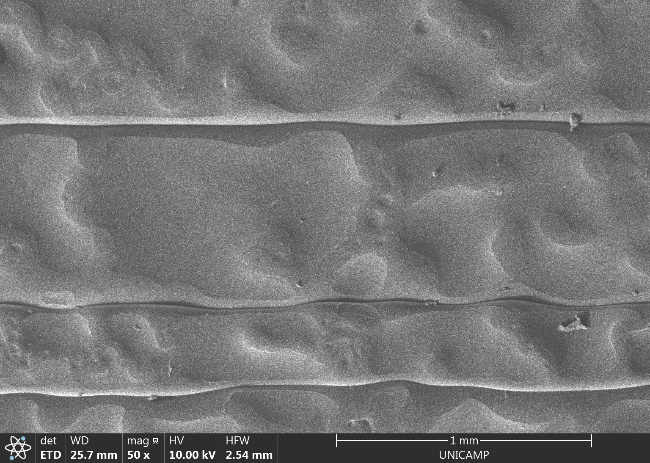 det WD mag HV HFW 1 mm
ETD 25.7 mm 50 x 10.00 kV 2.54 mm UNICAMP